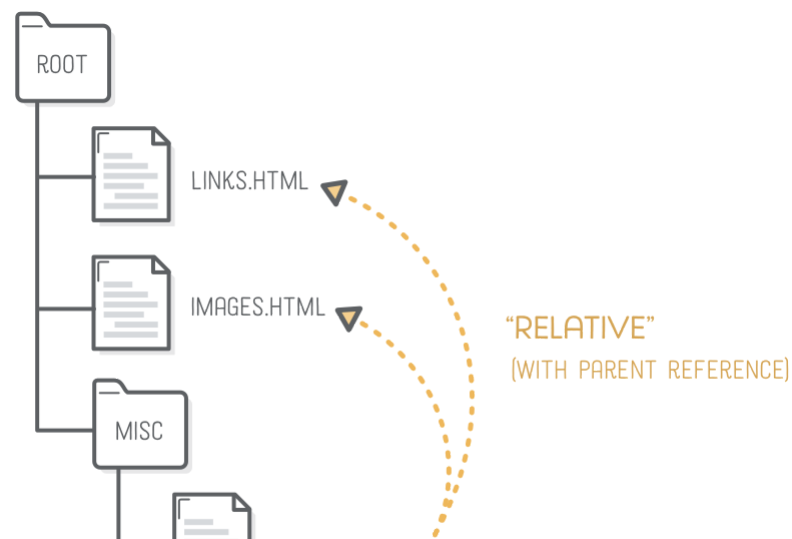 ROOT
LINKS.HTML
IMAGES.HTML
“RELATIVE”
(WITH PARENT REFERENCE)
MISC